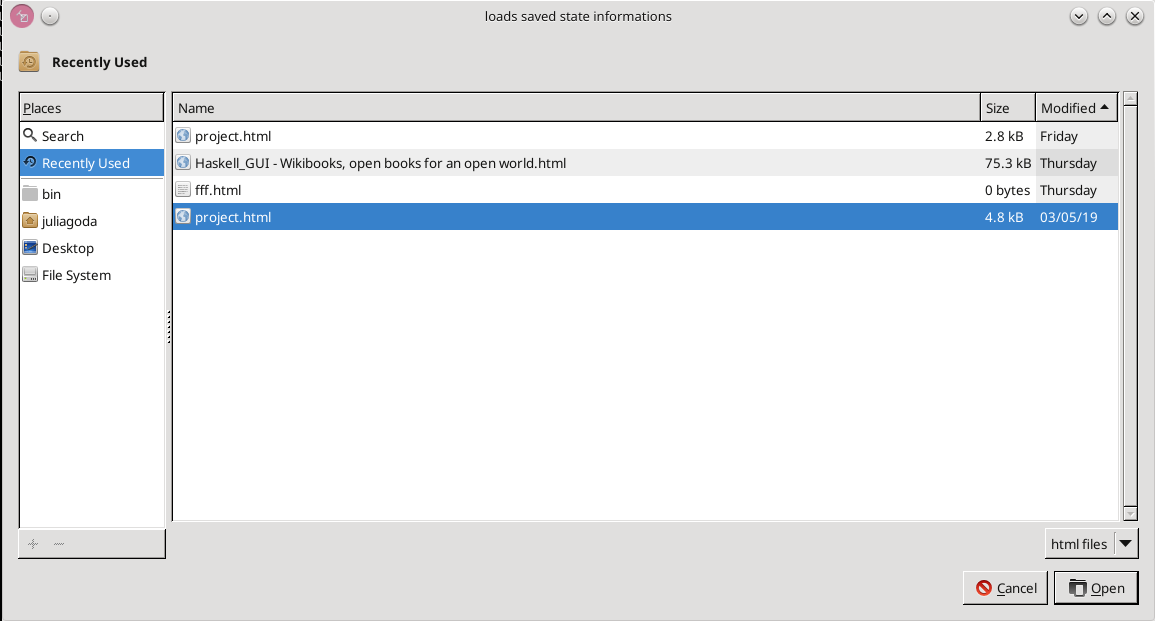 loads saved state informations
Recently Used
Places
Name Size Modified
Search
Recently Used
bin
juliagoda
Desktop
File System
project.html 2.8 kB Friday
Haskell_GUI - Wikibooks, open books for an open world.html 75.3 kB Thursday
fff.html 0 bytes Thursday
project.html 4.8 kB 03/05/19
html files
Cancel Open